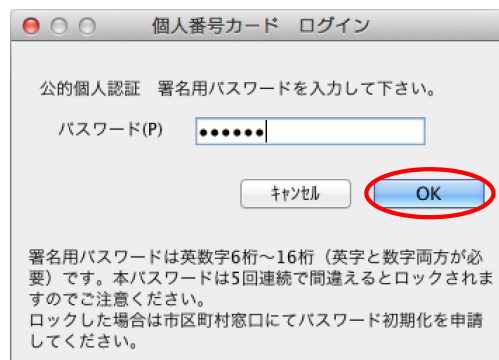 個人番号カード　ログイン
公的個人認証　署名用パスワードを入力して下さい。
パスワード(P) ●●●●●●
ｷｬﾝｾﾙ OK
署名用パスワードは英数字6桁～16桁（英字と数字両方が必
要）です。本パスワードは5回連続で間違えるとロックされま
すのでご注意ください。
ロックした場合は市区町村窓口にてパスワード初期化を申請
してください。